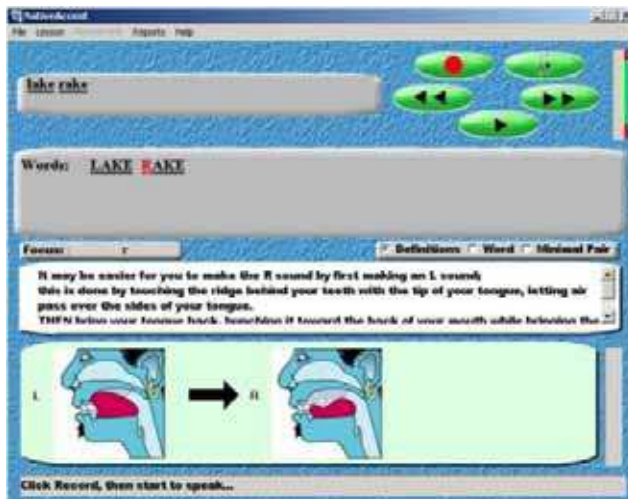 NativeAccent
File Lesson Reports Help
lake rake
Words: LAKE RAKE
Focus: r
Definitions Word Minimal Pair
It may be easier for you to make the R sound by first making an L sound;
this is done by touching the ridge behind your teeth with the tip of your tongue, letting air
pass over the sides of your tongue.
THEN bring your tongue back, bunching it toward the back of your mouth while bringing the
L R
Click Record, then start to speak...